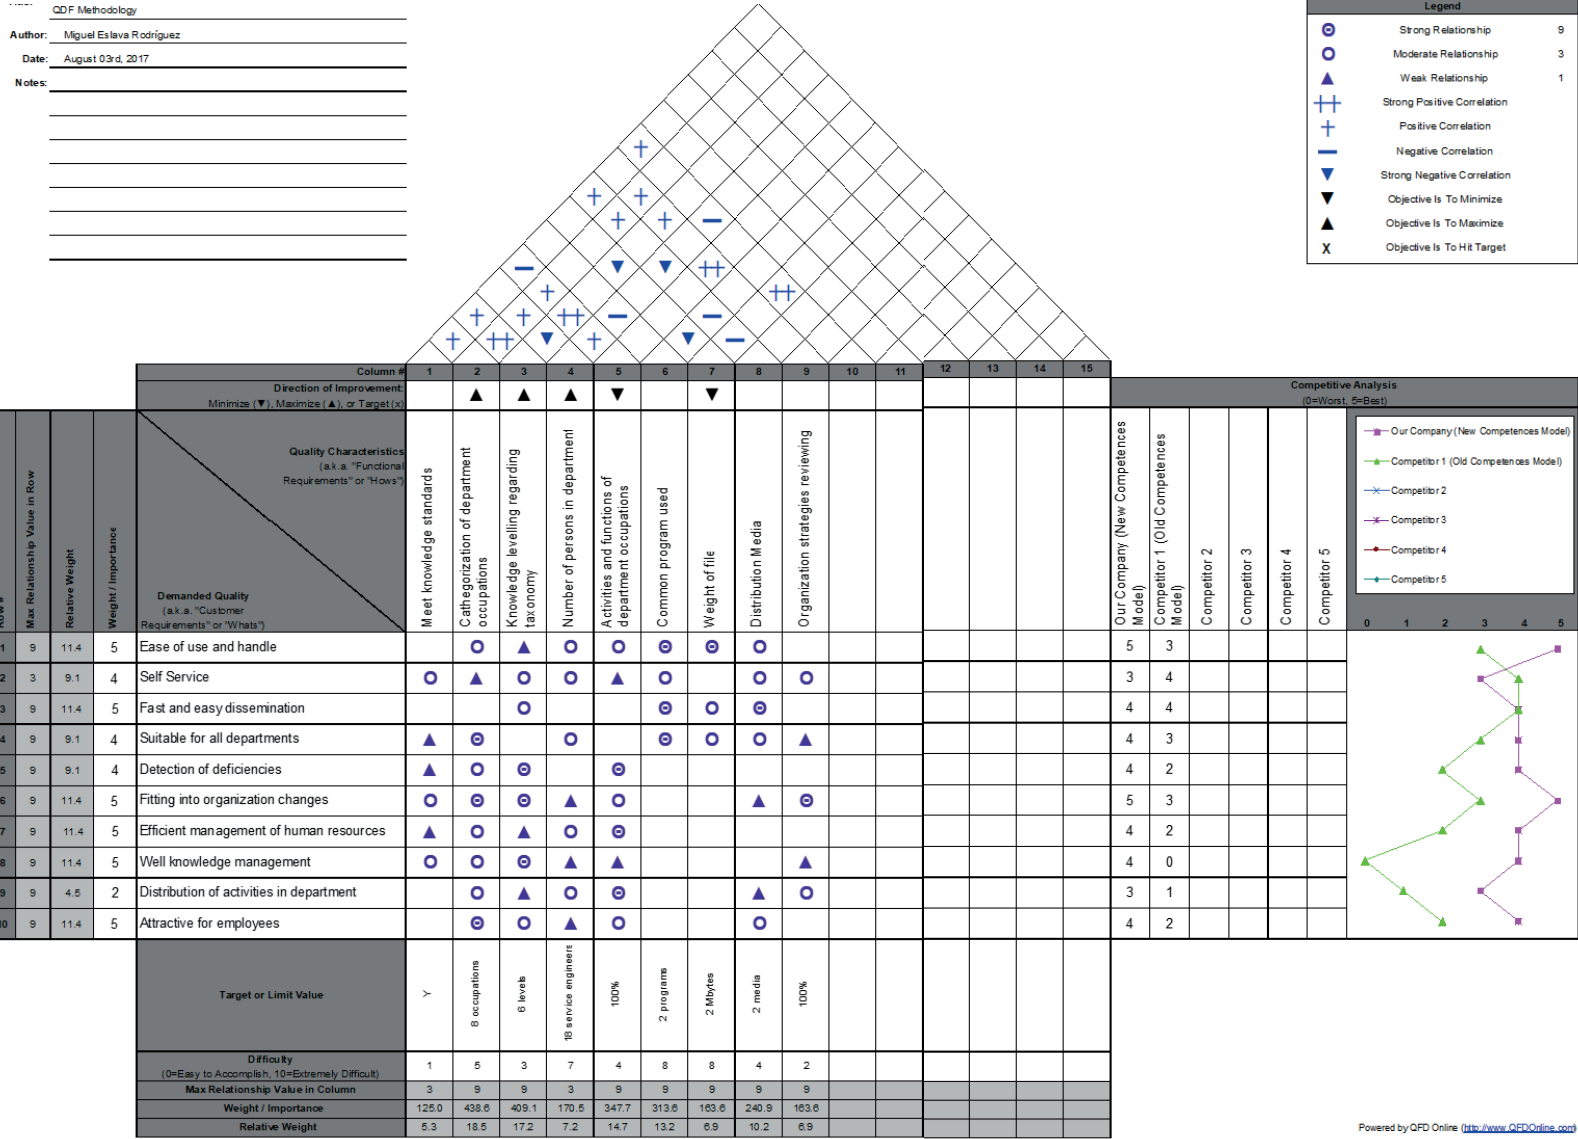 QDF Methodology
Author: Miguel Eslava Rodríguez
Date: August 03rd, 2017
Notes:
Legend
Strong Relationship 9
Moderate Relationship 3
Weak Relationship 1
Strong Positive Correlation
Positive Correlation
Negative Correlation
Strong Negative Correlation
Objective Is To Minimize
Objective Is To Maximize
X Objective Is To Hit Target
Column # 1 2 3 4 5 6 7 8 9 10 11 12 13 14 15
Direction of Improvement:
Minimize (▼), Maximize (▲), or Target (x)
Competitive Analysis
(0=Worst, 5=Best)
Row #
Max Relationship Value in Row
Relative Weight
Weight / Importance
Quality Characteristics
(a.k.a. "Functional
Requirements" or "Hows")
Demanded Quality
(a.k.a. "Customer
Requirements" or "Whats")
Meet knowledge standards
Cathegorization of department
occupations
Knowledge levelling regarding
taxonomy
Number of persons in department
Activities and functions of
department occupations
Common program used
Weight of file
Distribution Media
Organization strategies reviewing
Our Company (New Competences
Model)
Competitor 1 (Old Competences
Model)
Competitor 2
Competitor 3
Competitor 4
Competitor 5
Our Company (New Competences Model)
Competitor 1 (Old Competences Model)
Competitor 2
Competitor 3
Competitor 4
Competitor 5
0 1 2 3 4 5
1 9 11.4 5 Ease of use and handle 5 3
2 3 9.1 4 Self Service 3 4
3 9 11.4 5 Fast and easy dissemination 4 4
4 9 9.1 4 Suitable for all departments 4 3
5 9 9.1 4 Detection of deficiencies 4 2
6 9 11.4 5 Fitting into organization changes 5 3
7 9 11.4 5 Efficient management of human resources 4 2
8 9 11.4 5 Well knowledge management 4 0
9 9 4.5 2 Distribution of activities in department 3 1
10 9 11.4 5 Attractive for employees 4 2
Target or Limit Value
Y
8 occupations
6 levels
18 service engineers
100%
2 programs
2 Mbytes
2 media
100%
Difficulty
(0=Easy to Accomplish, 10=Extremely Difficult)
1 5 3 7 4 8 8 4 2
Max Relationship Value in Column 3 9 9 3 9 9 9 9 9
Weight / Importance 125.0 438.6 409.1 170.5 347.7 313.6 163.6 240.9 163.6
Relative Weight 5.3 18.5 17.2 7.2 14.7 13.2 6.9 10.2 6.9
Powered by QFD Online (http://www.QFDOnline.com)